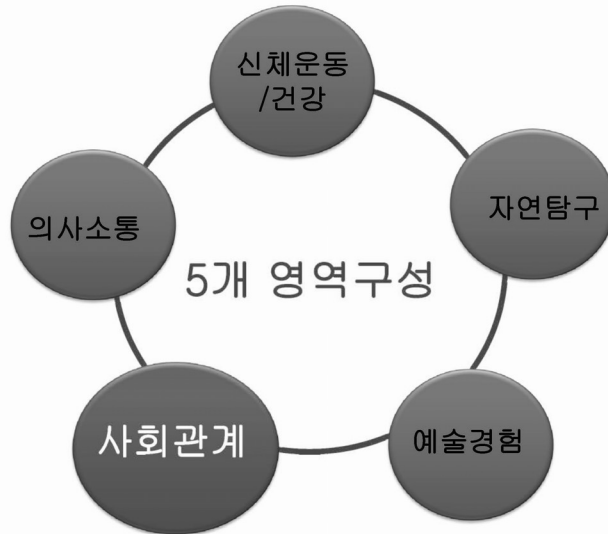 신체운동
/건강
의사소통
자연탐구
5개 영역구성
사회관계
예술경험